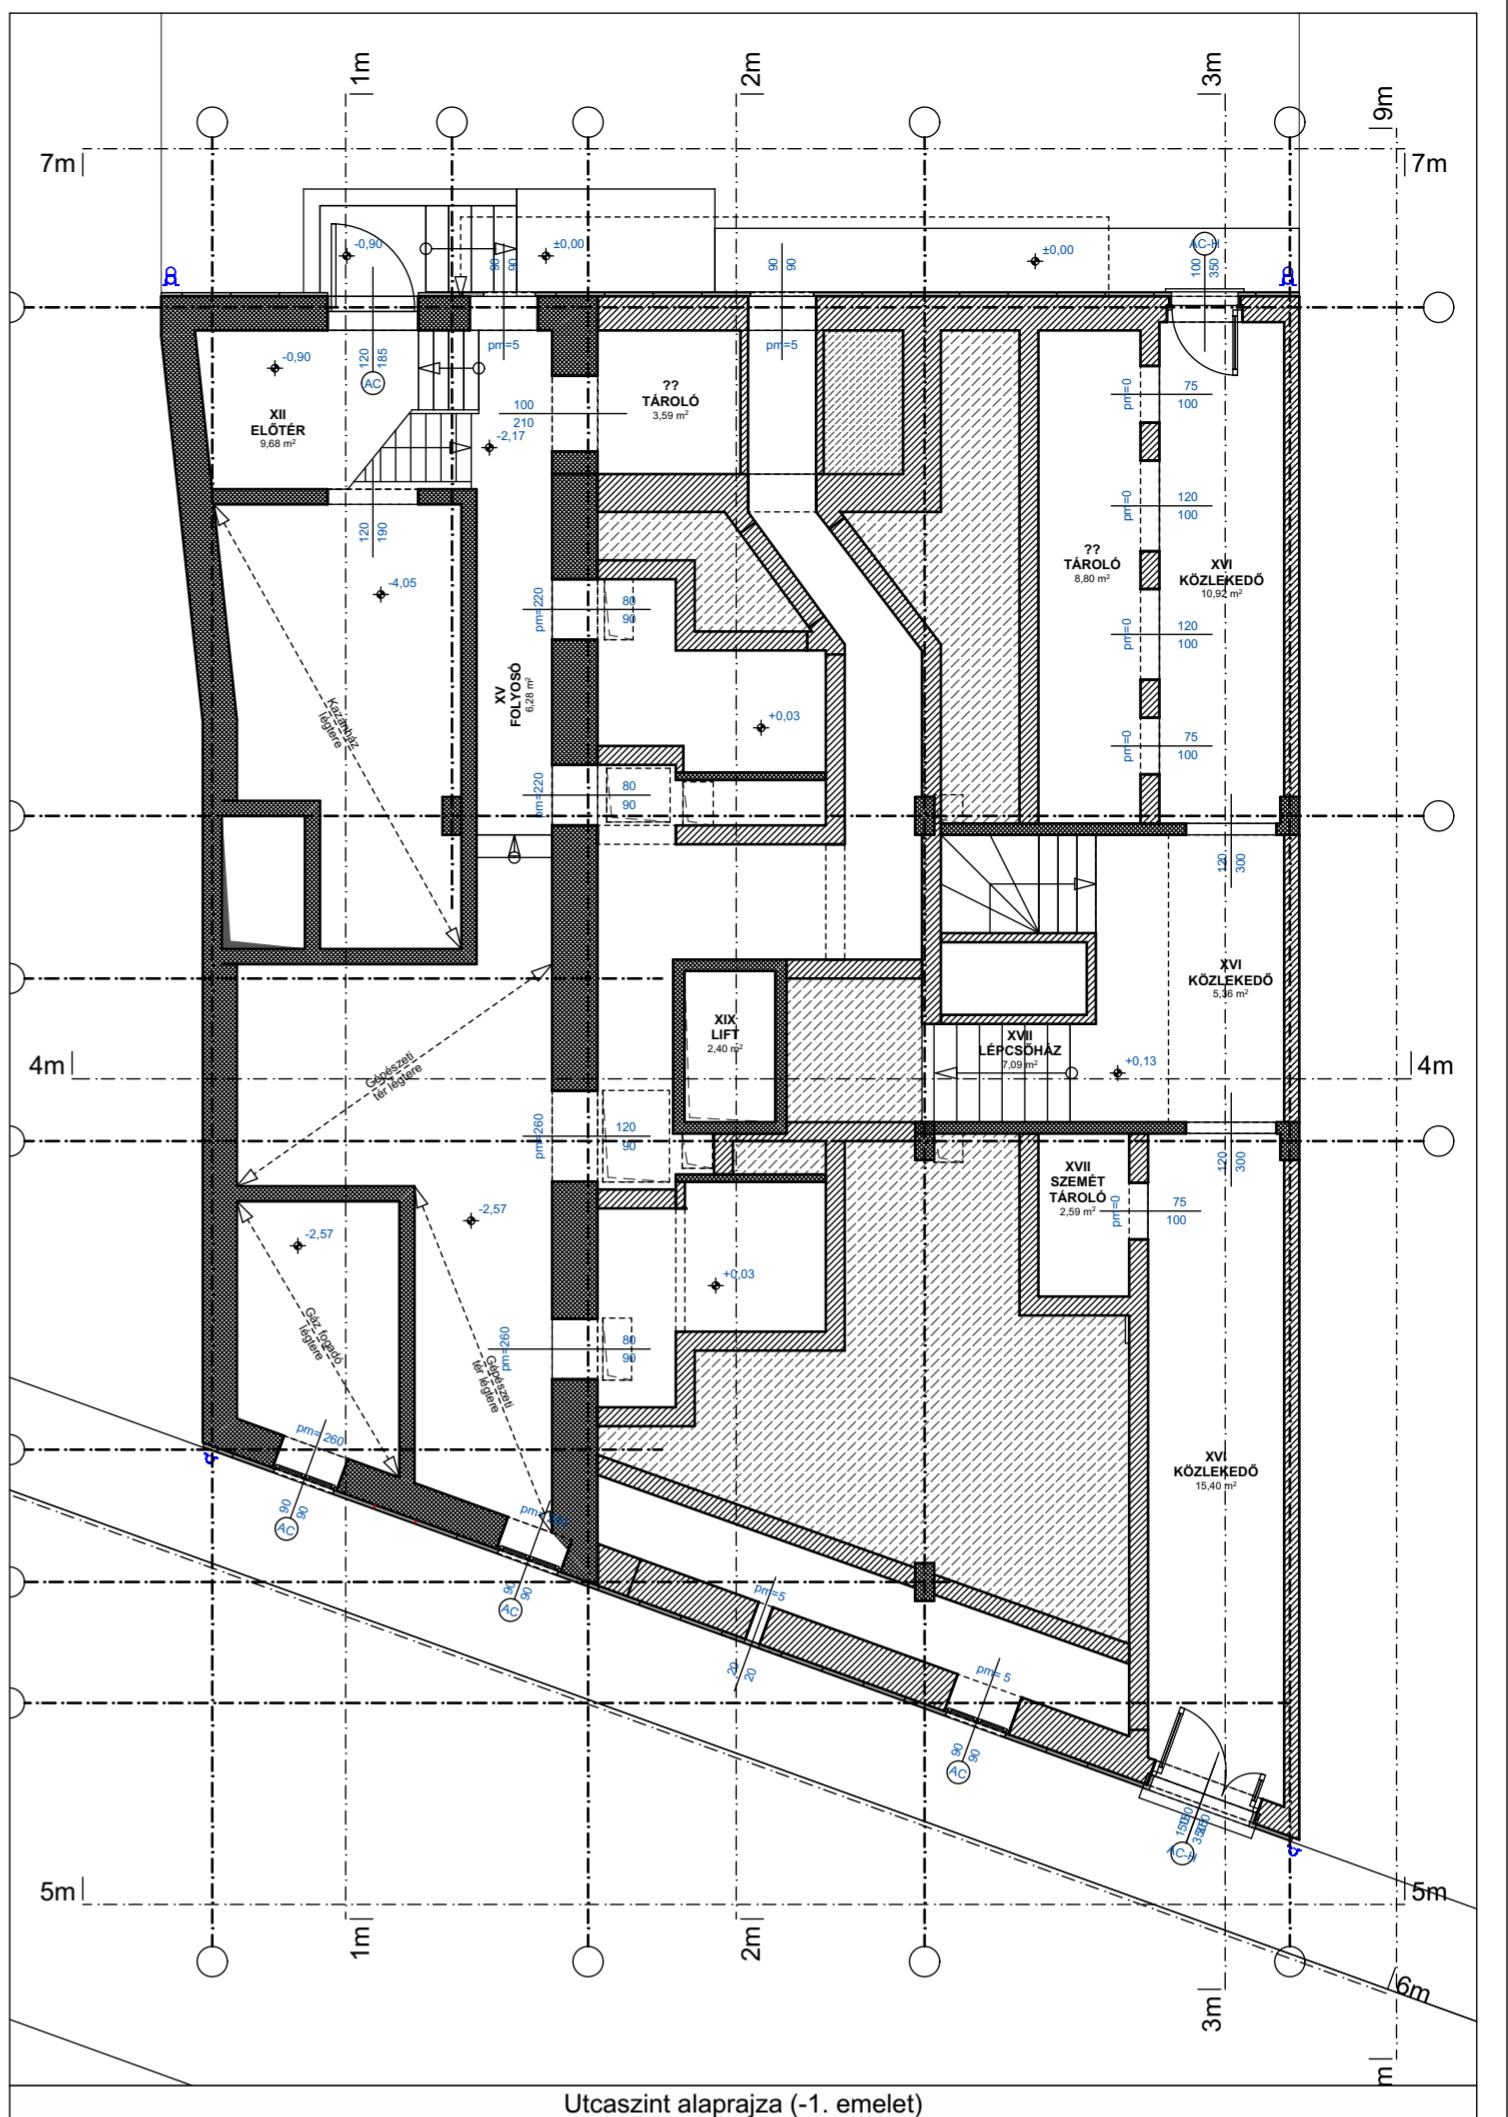 1m
2m
3m
9m
7m
7m
-0,90
±0,00
90
90
90
90
±0,00
AC-H
100
350
-0,90
120
185
AC
XII
ELŐTÉR
9,68 m²
pm=5
100
210
-2,17
??
TÁROLÓ
3,59 m²
pm=5
pm=0
75
100
pm=0
120
100
120
190
-4,05
??
TÁROLÓ
8,80 m²
XVI
KÖZLEKEDŐ
10,92 m²
pm=220
80
90
pm=0
120
100
XV
FOLYOSÓ
6,28 m²
Kazánház
légtere
+0,03
pm=0
75
100
pm=220
80
90
120
300
XVI
KÖZLEKEDŐ
5,36 m²
XIX
LIFT
2,40 m²
XVII
LÉPCSŐHÁZ
7,09 m²
+0,13
4m
4m
Gépészeti
tér légtere
pm=260
120
90
120
300
XVII
SZEMÉT
TÁROLÓ
2,59 m²
pm=0
75
100
-2,57
-2,57
+0,03
Gáz fogadó
légtere
Gépészeti
tér légtere
pm=260
80
90
pm= 260
90
90
AC
XVI
KÖZLEKEDŐ
15,40 m²
90
90
AC
pm=5
20
20
pm= 5
90
90
AC
AC-H
5m
5m
1m
2m
3m
6m
m
Utcaszint alaprajza (-1. emelet)